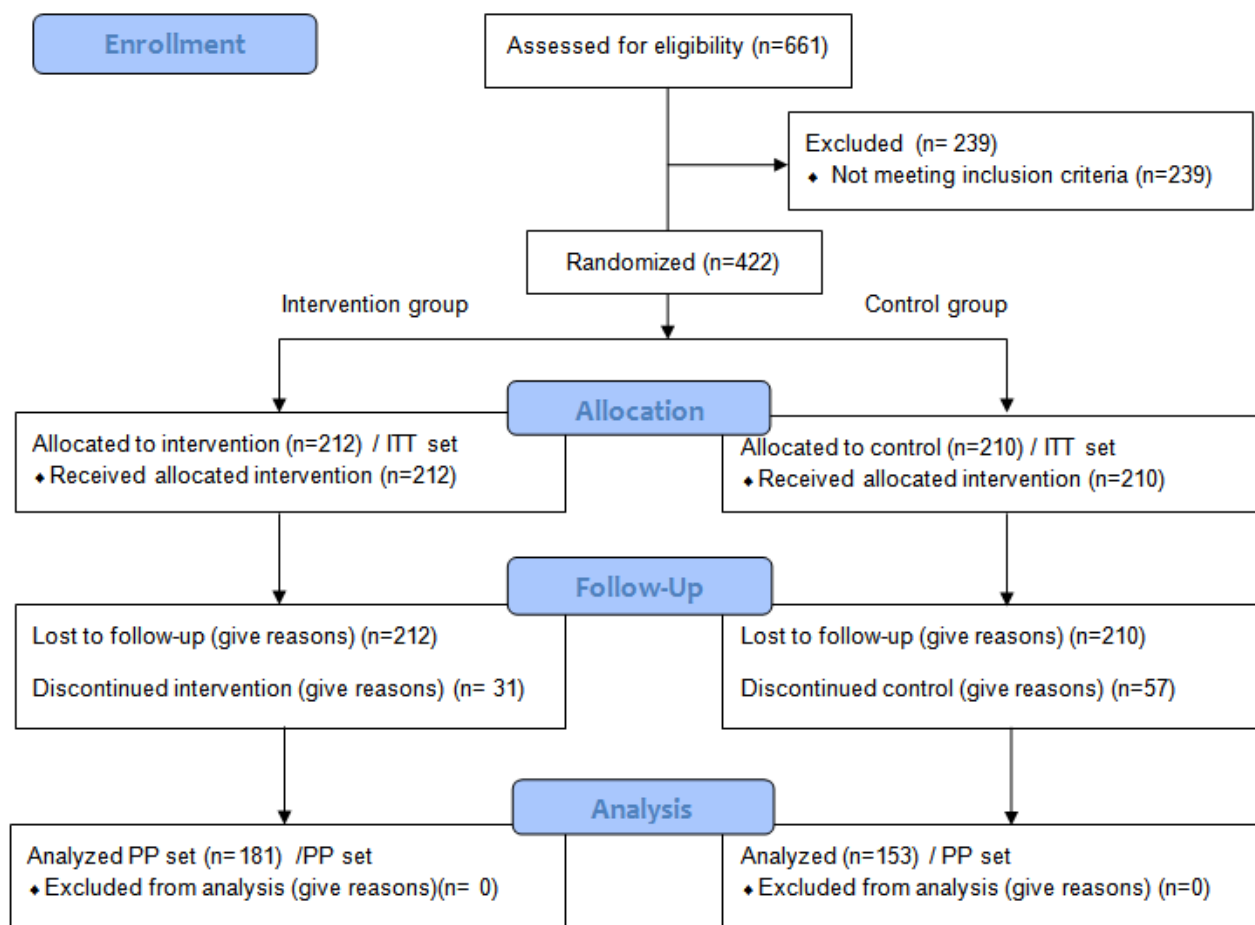 Enrollment
Assessed for eligibility (n=661)
Excluded (n= 239)
⬥ Not meeting inclusion criteria (n=239)
Randomized (n=422)
Intervention group
Control group
Allocation
Allocated to intervention (n=212) / ITT set
⬥ Received allocated intervention (n=212)
Allocated to control (n=210) / ITT set
⬥ Received allocated intervention (n=210)
Follow-Up
Lost to follow-up (give reasons) (n=212)
Discontinued intervention (give reasons) (n= 31)
Lost to follow-up (give reasons) (n=210)
Discontinued control (give reasons) (n=57)
Analysis
Analyzed PP set (n=181) /PP set
⬥ Excluded from analysis (give reasons)(n= 0)
Analyzed (n=153) / PP set
⬥ Excluded from analysis (give reasons) (n=0)